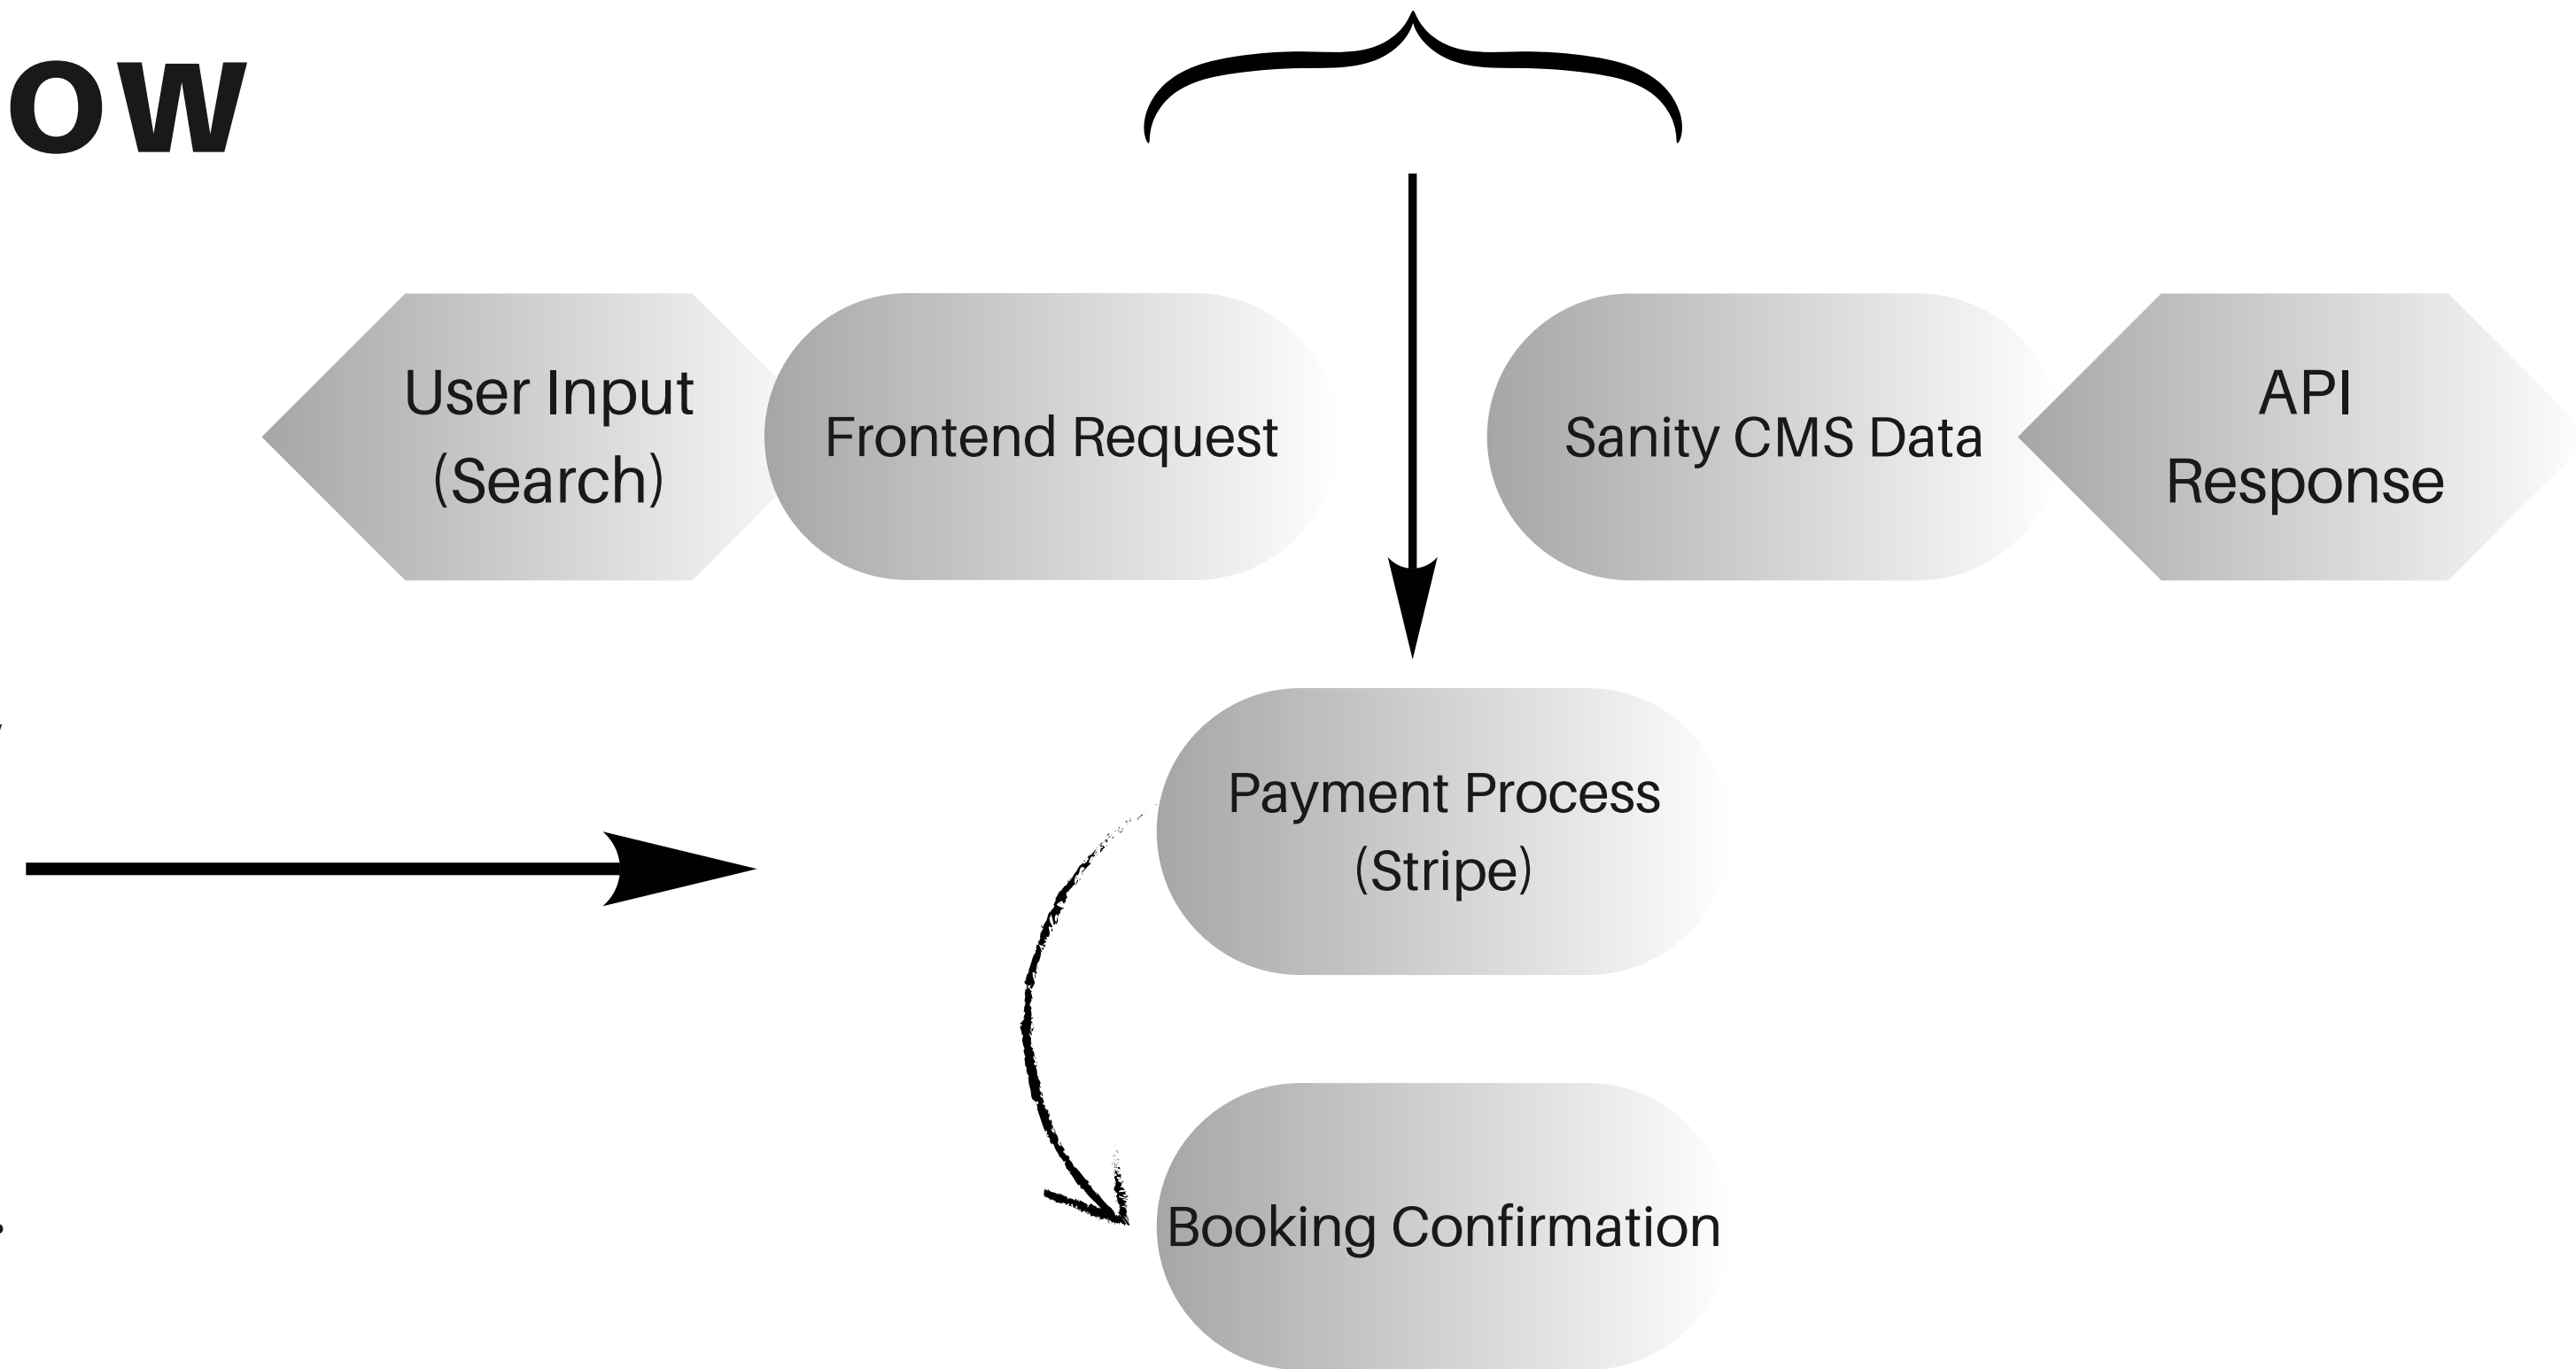 ow
User Input
(Search)
Frontend Request
Sanity CMS Data
API
Response
Payment Process
(Stripe)
Booking Confirmation